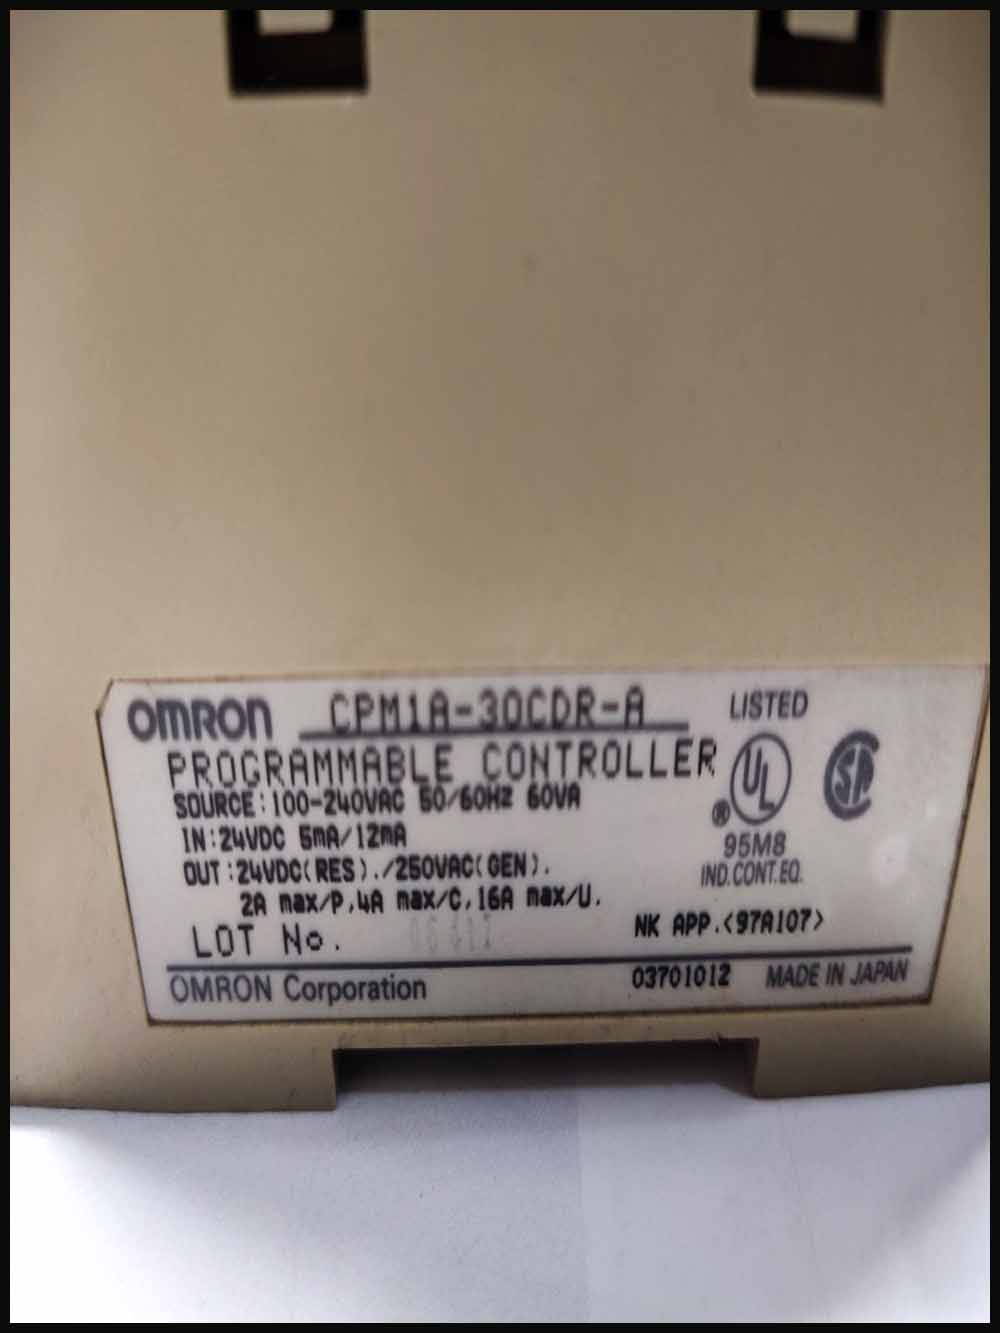 OMRON CPM1A-30CDR-A
PROGRAMMABLE CONTROLLER
SOURCE:100-240VAC 50/60Hz 60VA
IN:24VDC 5mA/12mA
OUT:24VDC(RES)./250VAC(GEN).
2A max/P,4A max/C,16A max/U.
LOT No.
LISTED
UL
®
SA
95M8
IND.CONT.EQ.
NK APP.<97A107>
OMRON Corporation 03701012 MADE IN JAPAN